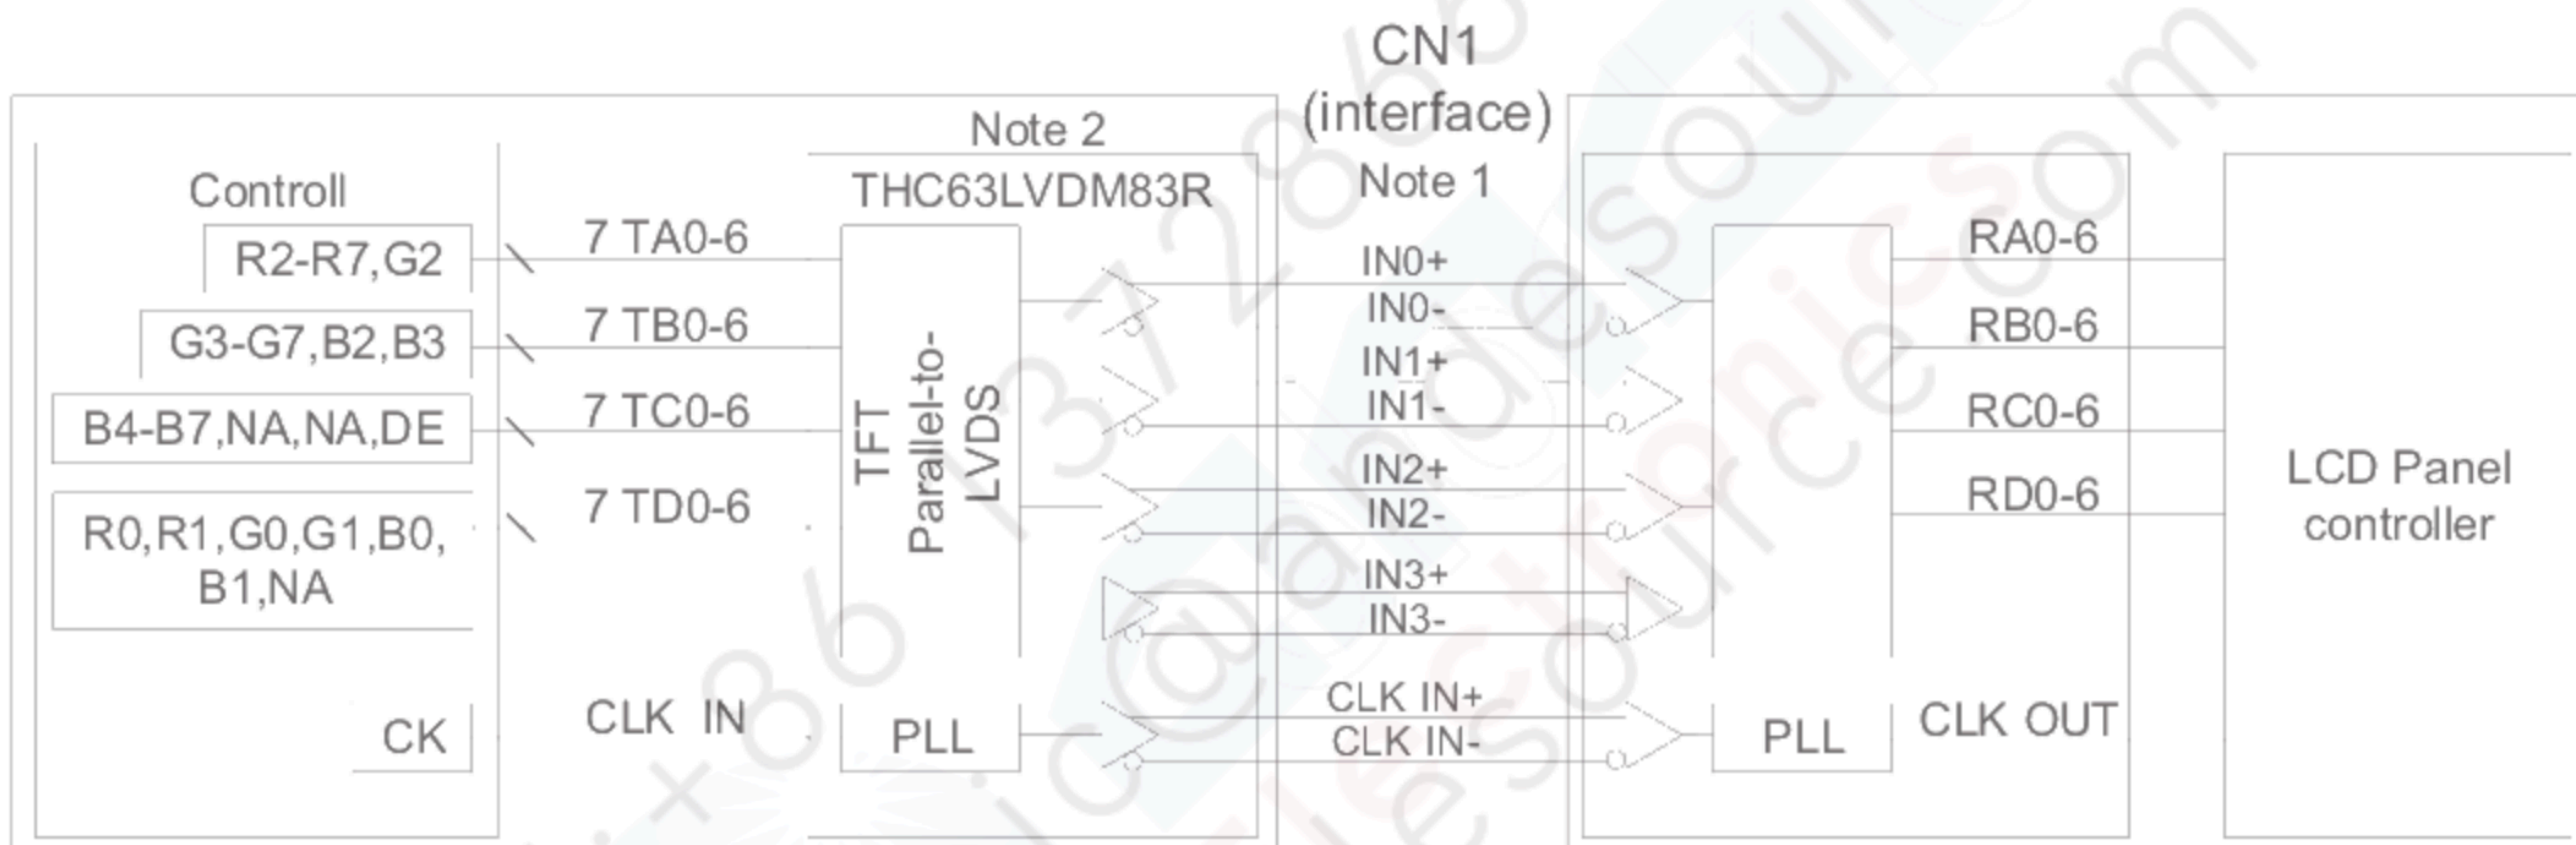 CN1
(interface)
Note 1
Note 2
THC63LVDM83R
Controll
R2-R7,G2
G3-G7,B2,B3
B4-B7,NA,NA,DE
R0,R1,G0,G1,B0,
B1,NA
CK
7 TA0-6
7 TB0-6
7 TC0-6
7 TD0-6
CLK IN
TFT
Parallel-to-
LVDS
PLL
IN0+
IN0-
IN1+
IN1-
IN2+
IN2-
IN3+
IN3-
CLK IN+
CLK IN-
PLL
RA0-6
RB0-6
RC0-6
RD0-6
CLK OUT
LCD Panel
controller